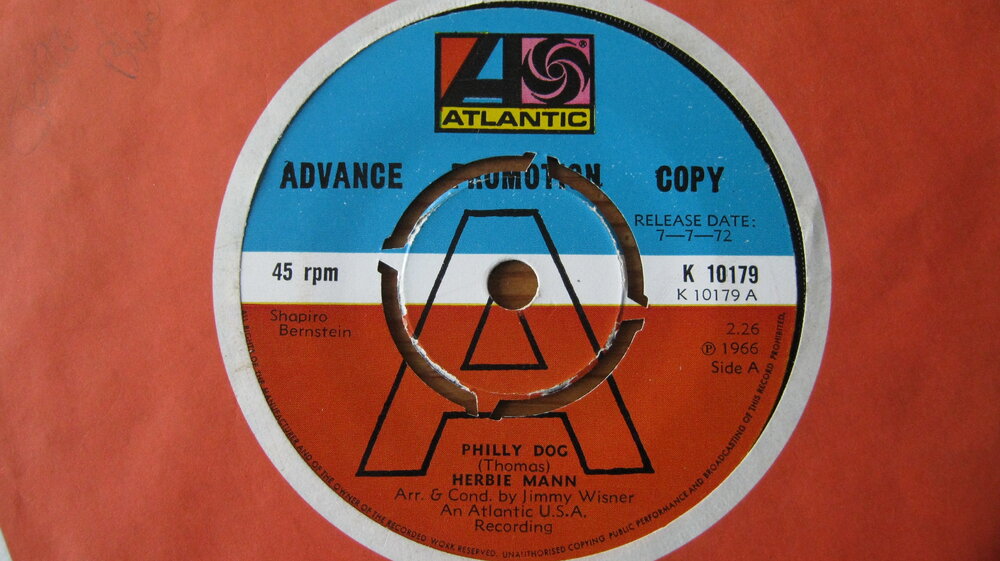 ATLANTIC
ADVANCE PROMOTION COPY
RELEASE DATE:
7—7—72
45 rpm
K 10179
K 10179 A
Shapiro
Bernstein
2.26
℗ 1966
Side A
A
PHILLY DOG
(Thomas)
HERBIE MANN
Arr. & Cond. by Jimmy Wisner
An Atlantic U.S.A.
Recording
ALL RIGHTS OF THE MANUFACTURER AND OF THE OWNER OF THE RECORDED WORK RESERVED. UNAUTHORISED COPYING PUBLIC PERFORMANCE AND BROADCASTING OF THIS RECORD PROHIBITED.